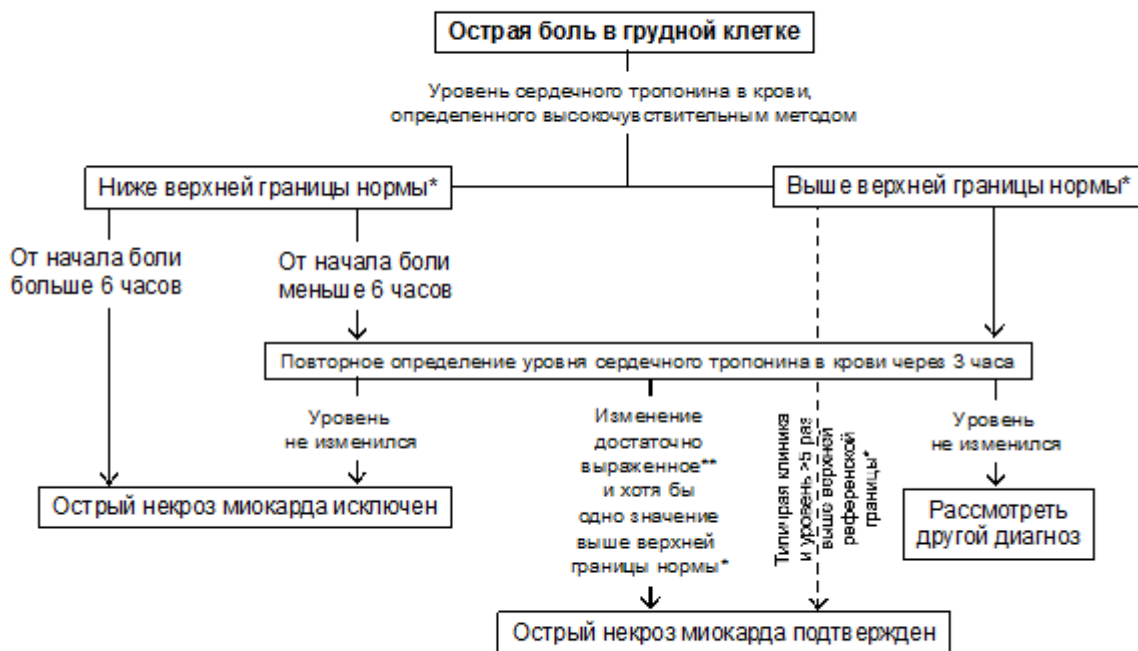 Острая боль в грудной клетке
Уровень сердечного тропонина в крови,
определенного высокочувствительным методом
Ниже верхней границы нормы*
Выше верхней границы нормы*
От начала боли
больше 6 часов
От начала боли
меньше 6 часов
Повторное определение уровня сердечного тропонина в крови через 3 часа
Уровень
не изменился
Изменение
достаточно
выраженное**
и хотя бы
одно значение
выше верхней
границы нормы*
Типичная клиника
и уровень >5 раз
выше верхней
референсной
границы*
Уровень
не изменился
Острый некроз миокарда исключен
Рассмотреть
другой диагноз
Острый некроз миокарда подтвержден